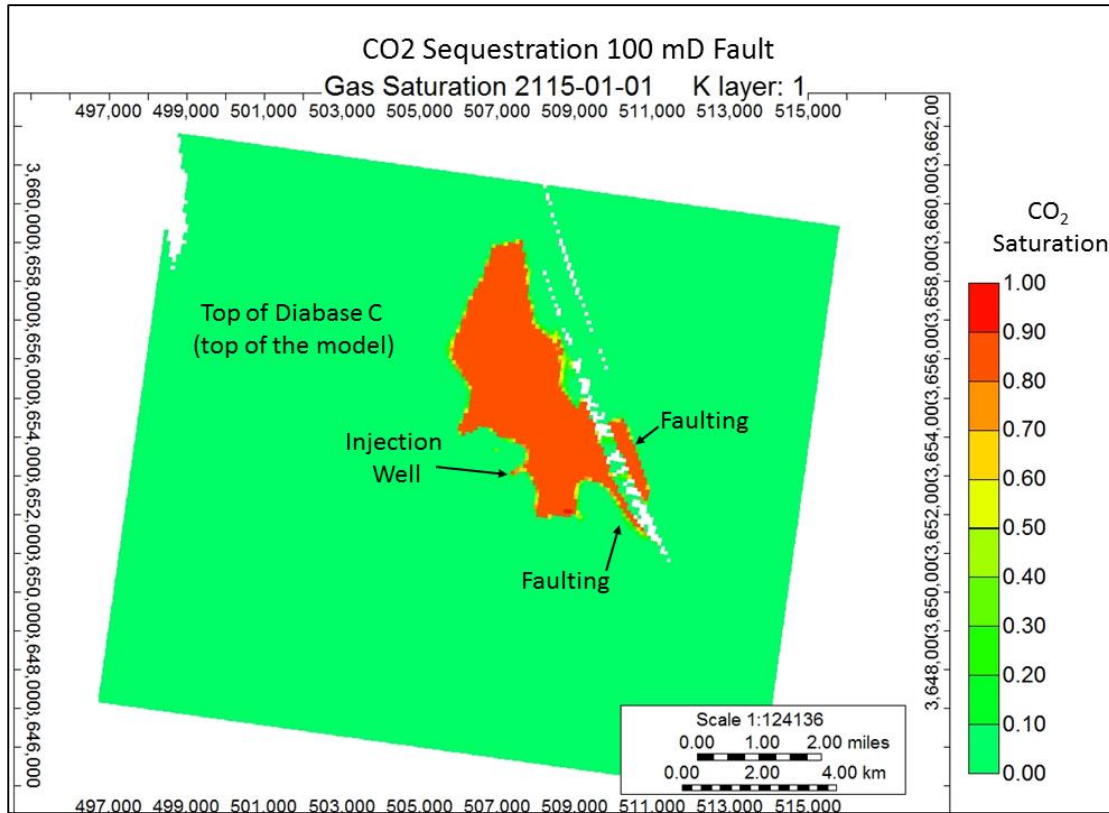 CO2 Sequestration 100 mD Fault
Gas Saturation 2115-01-01 K layer: 1
497,000 499,000 501,000 503,000 505,000 507,000 509,000 511,000 513,000 515,000
3,660,000
3,658,000
3,656,000
3,654,000
3,652,000
3,650,000
3,648,000
3,646,000
Top of Diabase C
(top of the model)
Injection
Well
Faulting
Faulting
3,662,00
3,660,000
3,658,000
3,656,000
3,654,000
3,652,000
3,650,000
3,648,000
CO2
Saturation
1.00
0.90
0.80
0.70
0.60
0.50
0.40
0.30
0.20
0.10
0.00
Scale 1:124136
0.00 1.00 2.00 miles
0.00 2.00 4.00 km
497,000 499,000 501,000 503,000 505,000 507,000 509,000 511,000 513,000 515,000